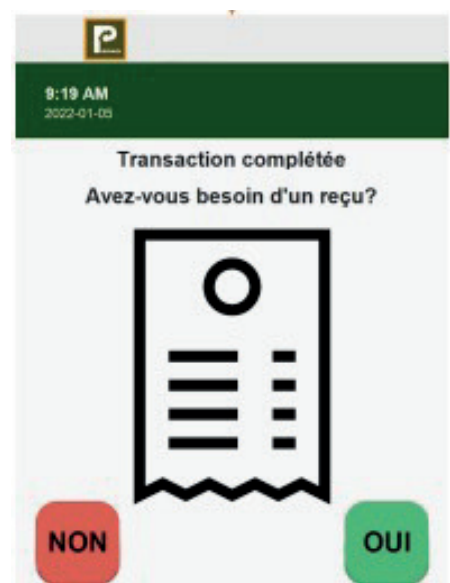 9:19 AM
2022-01-05
Transaction complétée
Avez-vous besoin d'un reçu?
NON
OUI